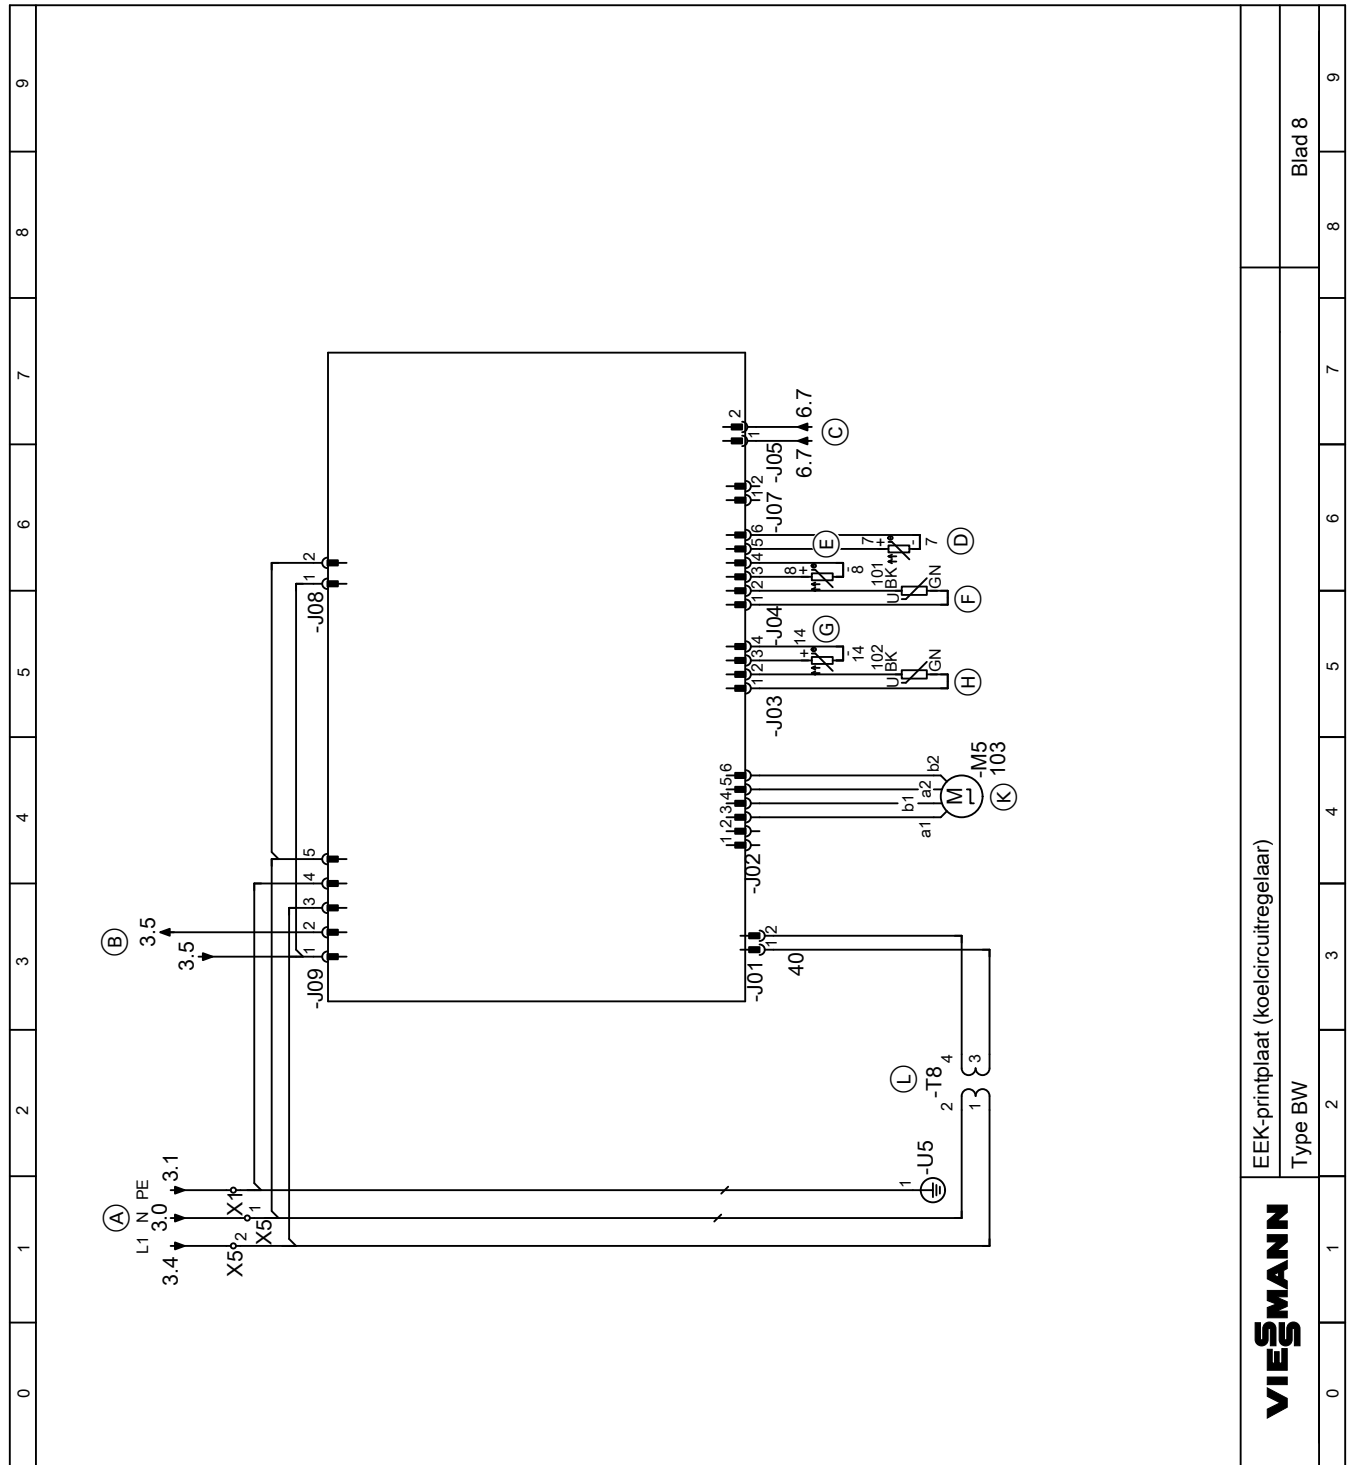 0 1 2 3 4 5 6 7 8 9
A
L1 N PE
3.4 3.0 3.1
X5 2
X5 1
X1
B
3.5 3.5
-J09 1 2 3 4 5
-J08 1 2
-J01 1 2
40
-J02 1 2 3 4 5 6
-J03 1 2 3 4
-J04 1 2 3 4 5 6
-J07 1 2
-J05 1 2
6.7 6.7
C
14 + - 14
G
8 + - 8
E
7 + - 7
D
102
U BK GN
H
101
U BK GN
F
a1 b1 a2 b2
M
-M5
103
K
L
-T8
2 4
1 3
1
-U5
VIESSMANN
EEK-printplaat (koelcircuitregelaar)
Type BW
Blad 8
0 1 2 3 4 5 6 7 8 9